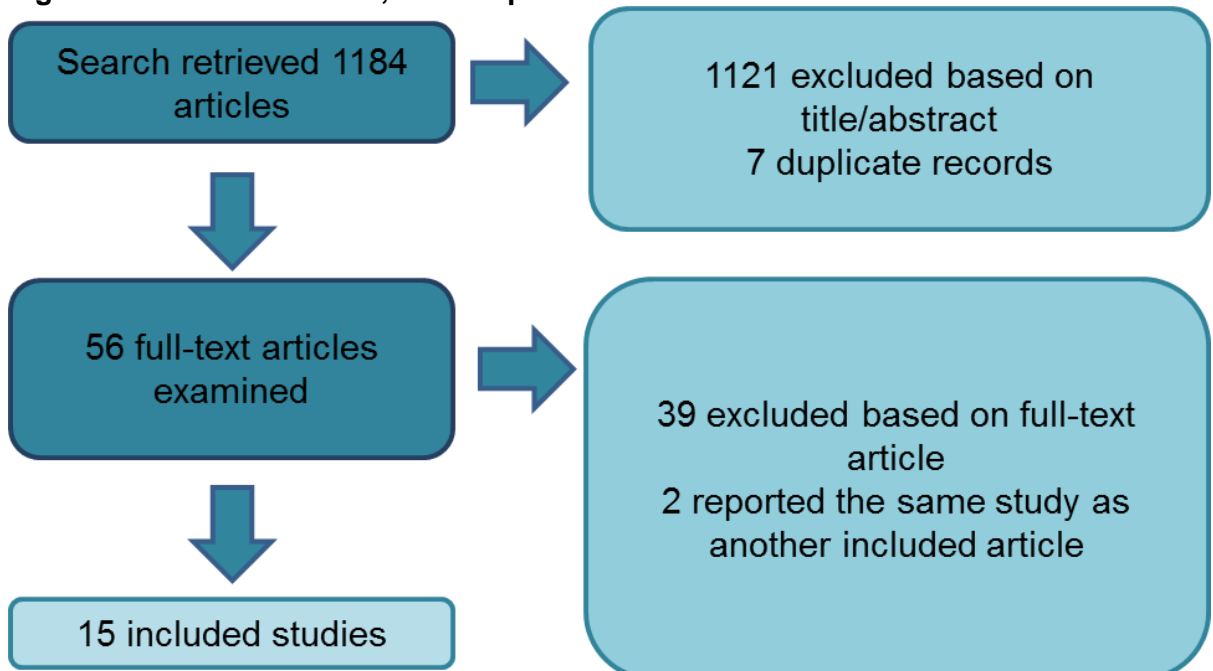 Search retrieved 1184
articles
1121 excluded based on
title/abstract
7 duplicate records
56 full-text articles
examined
39 excluded based on full-text
article
2 reported the same study as
another included article
15 included studies